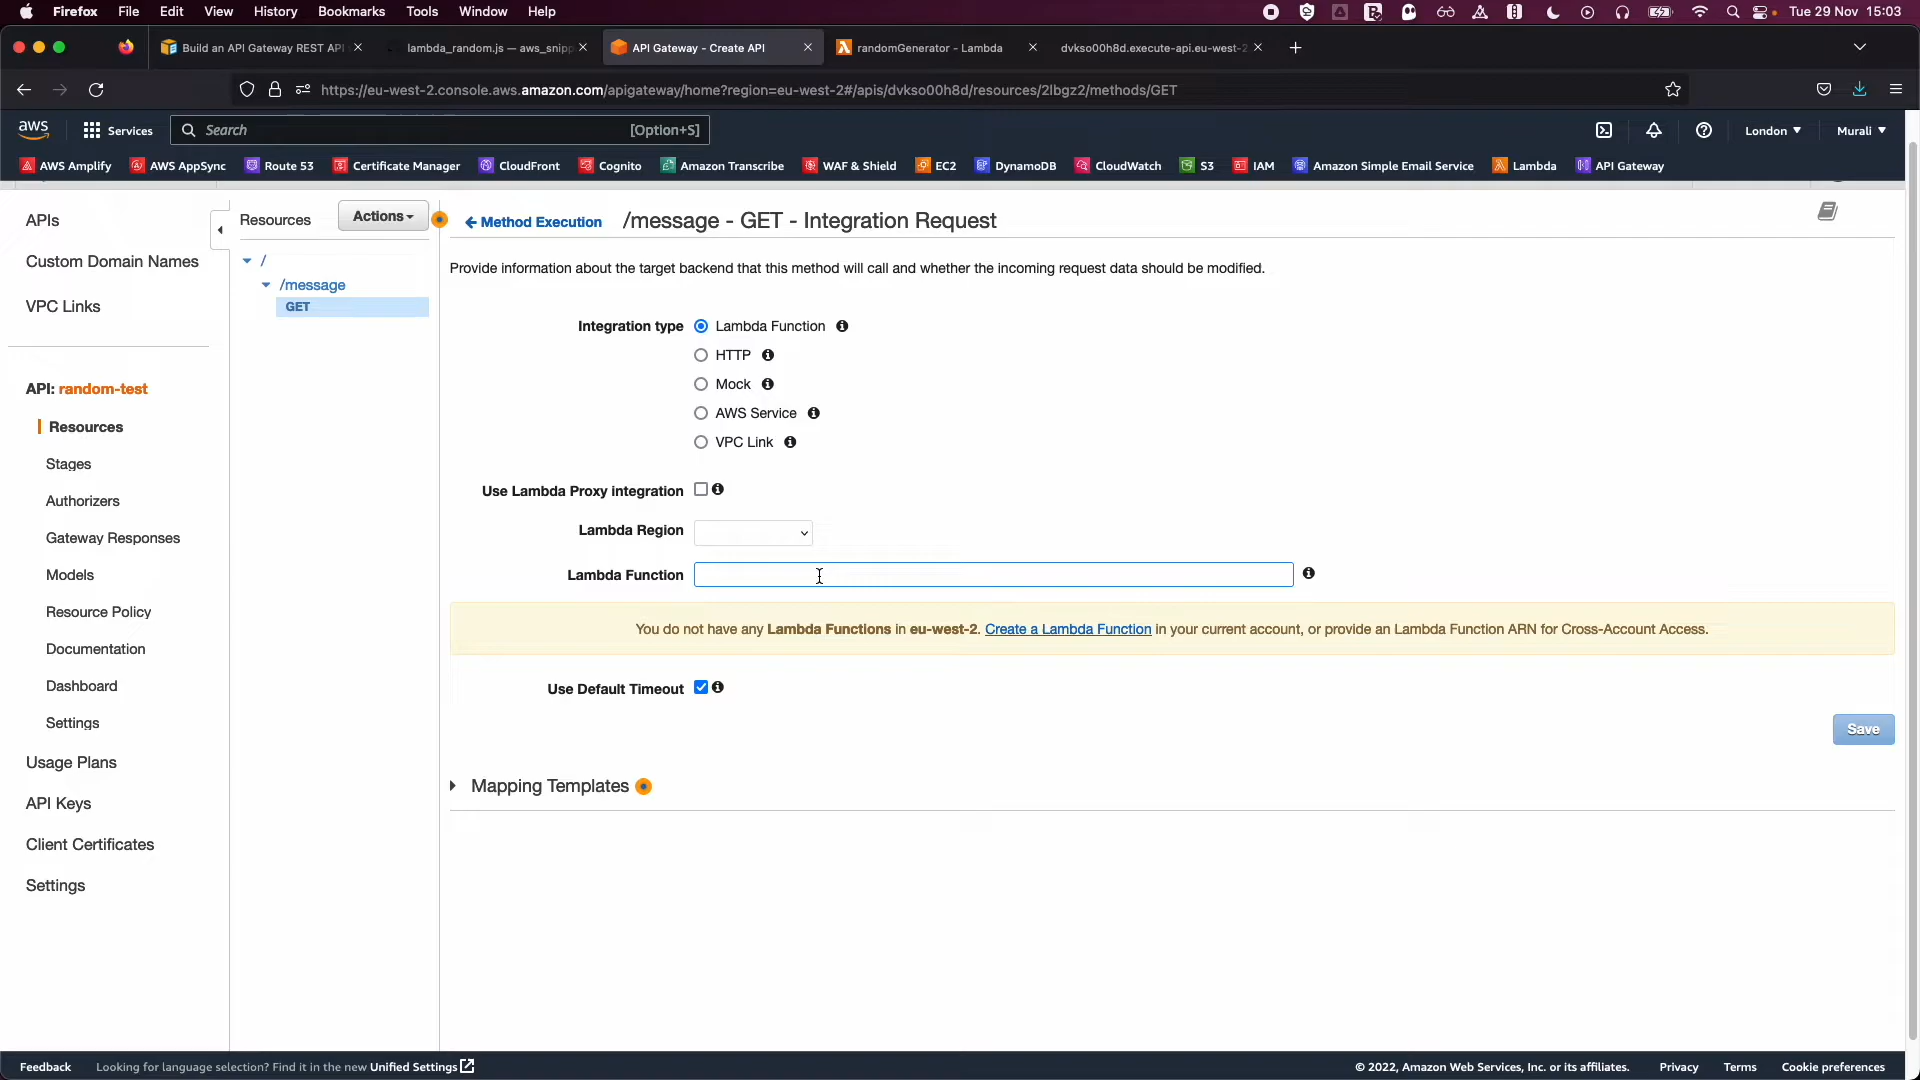 Firefox File Edit View History Bookmarks Tools Window Help Tue 29 Nov 15:03
Build an API Gateway REST API lambda_random.js — aws_snipp API Gateway - Create API randomGenerator - Lambda dvkso00h8d.execute-api.eu-west-2
https://eu-west-2.console.aws.amazon.com/apigateway/home?region=eu-west-2#/apis/dvkso00h8d/resources/2lbgz2/methods/GET
aws Services Search [Option+S] London Murali
AWS Amplify AWS AppSync Route 53 Certificate Manager CloudFront Cognito Amazon Transcribe WAF & Shield EC2 DynamoDB CloudWatch S3 IAM Amazon Simple Email Service Lambda API Gateway
APIs
Custom Domain Names
VPC Links
API: random-test
Resources
Stages
Authorizers
Gateway Responses
Models
Resource Policy
Documentation
Dashboard
Settings
Usage Plans
API Keys
Client Certificates
Settings
Resources Actions
/
/message
GET
Method Execution /message - GET - Integration Request
Provide information about the target backend that this method will call and whether the incoming request data should be modified.
Integration type Lambda Function
HTTP
Mock
AWS Service
VPC Link
Use Lambda Proxy integration
Lambda Region
Lambda Function
You do not have any Lambda Functions in eu-west-2. Create a Lambda Function in your current account, or provide an Lambda Function ARN for Cross-Account Access.
Use Default Timeout
Save
Mapping Templates
Feedback Looking for language selection? Find it in the new Unified Settings © 2022, Amazon Web Services, Inc. or its affiliates. Privacy Terms Cookie preferences